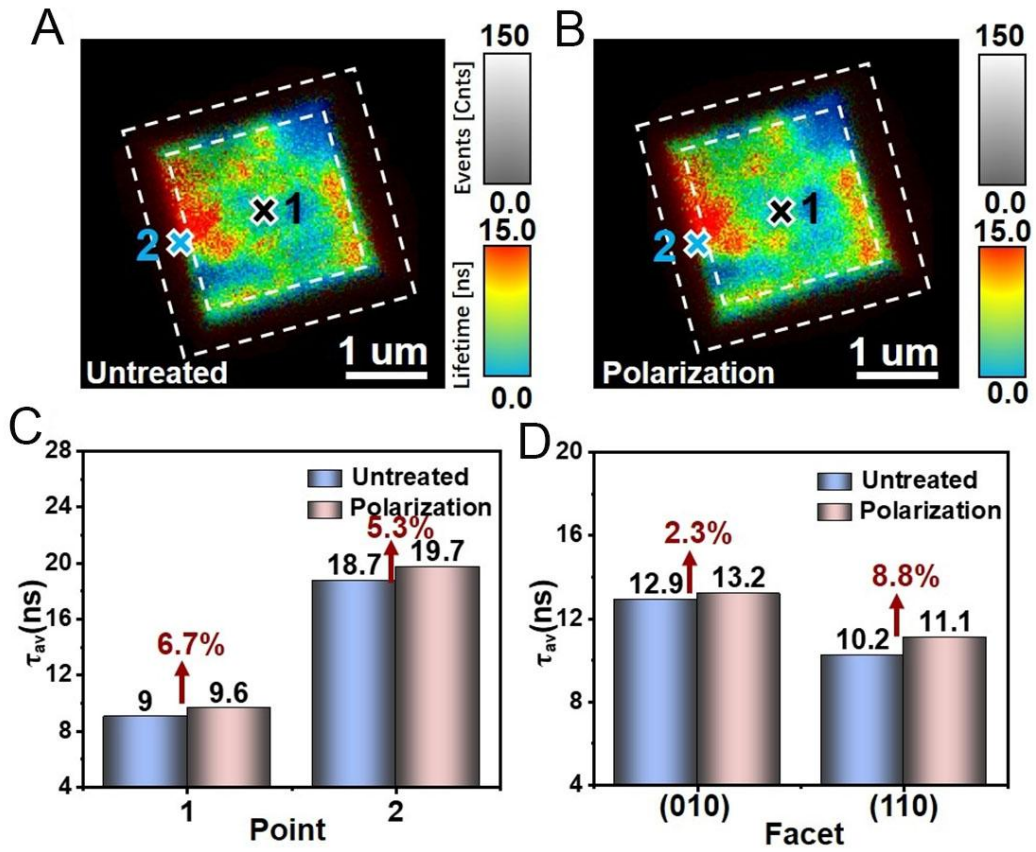 A
150
Events [Cnts]
0.0
15.0
Lifetime [ns]
0.0
1
2
1 um
Untreated
B
150
0.0
15.0
0.0
1
2
1 um
Polarization
C
28
24
20
16
12
8
4
τav(ns)
Untreated
Polarization
5.3%
18.7
19.7
6.7%
9
9.6
1
2
Point
D
20
16
12
8
4
τav(ns)
Untreated
Polarization
2.3%
12.9
13.2
8.8%
10.2
11.1
(010)
(110)
Facet